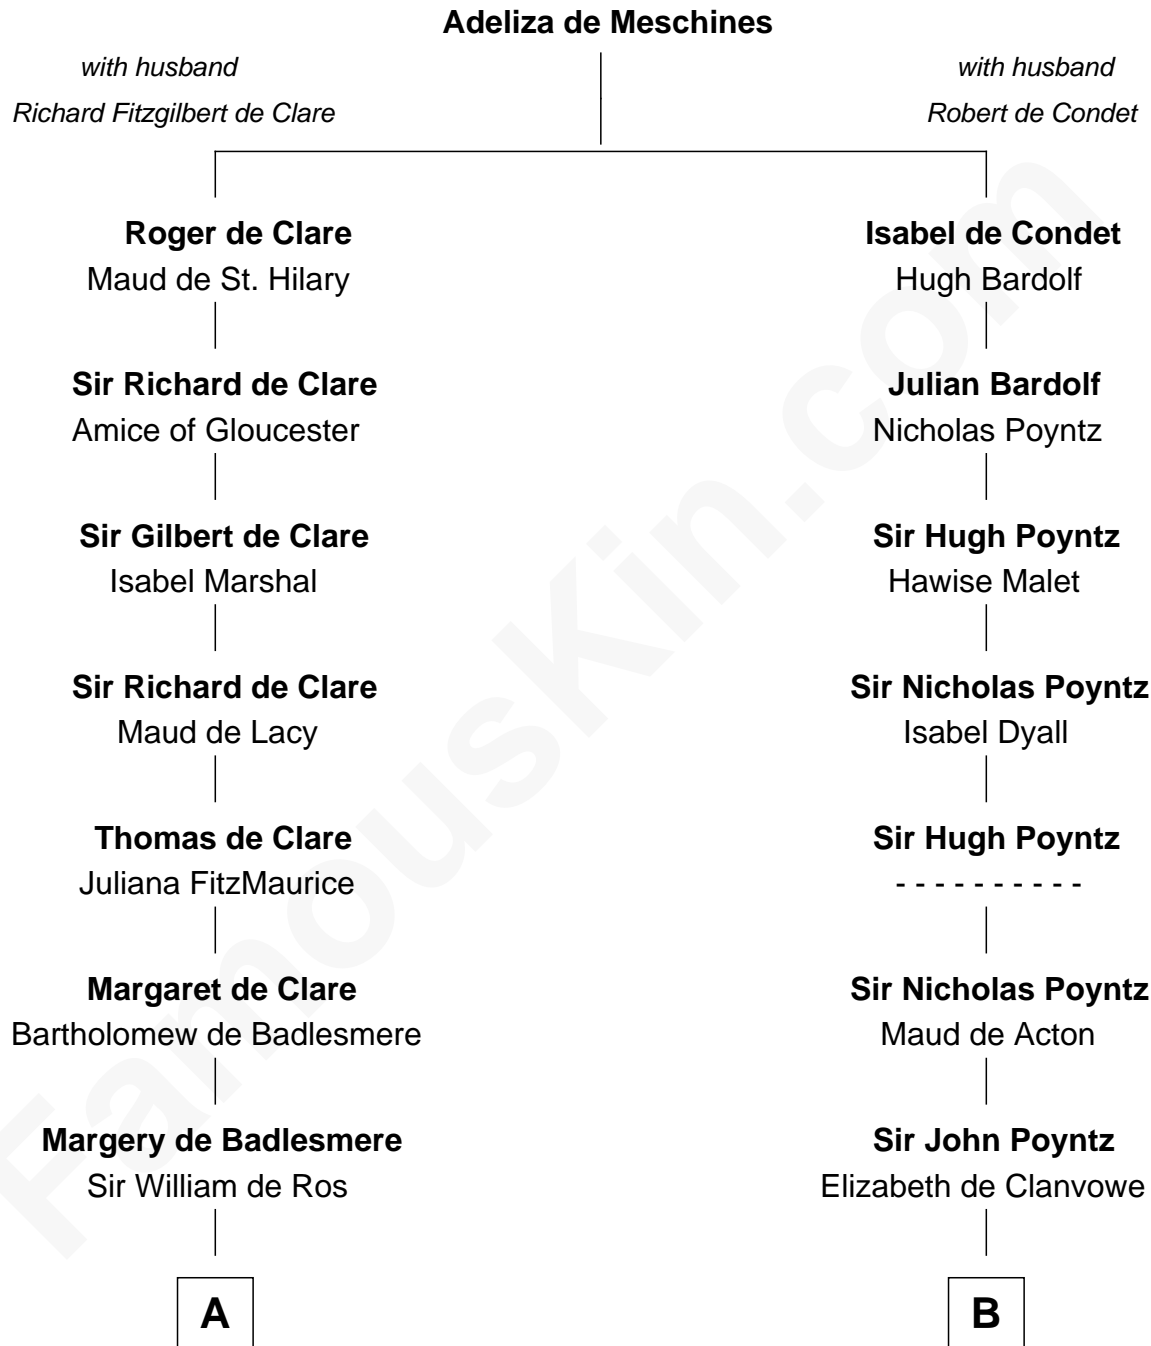 Adeliza de Meschines
with husband
Richard Fitzgilbert de Clare
with husband
Robert de Condet
Roger de Clare
Maud de St. Hilary
Isabel de Condet
Hugh Bardolf
Sir Richard de Clare
Amice of Gloucester
Julian Bardolf
Nicholas Poyntz
Sir Gilbert de Clare
Isabel Marshal
Sir Hugh Poyntz
Hawise Malet
Sir Richard de Clare
Maud de Lacy
Sir Nicholas Poyntz
Isabel Dyall
Thomas de Clare
Juliana FitzMaurice
Sir Hugh Poyntz
- - - - - - - - - -
Margaret de Clare
Bartholomew de Badlesmere
Sir Nicholas Poyntz
Maud de Acton
Margery de Badlesmere
Sir William de Ros
Sir John Poyntz
Elizabeth de Clanvowe
A
B
FamousKin.com